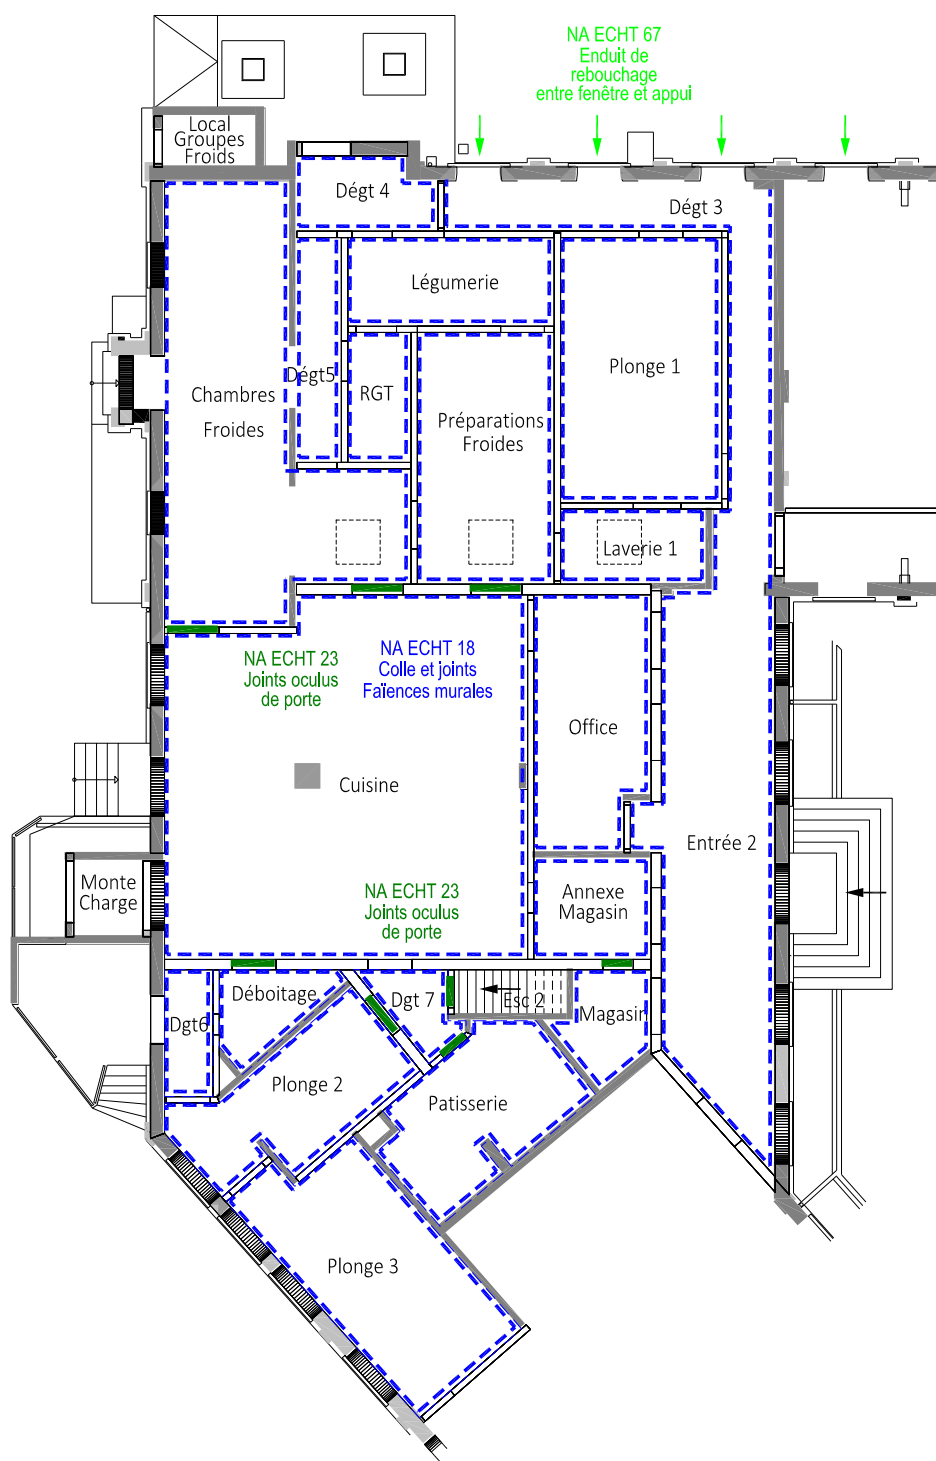 NA ECHT 67
Enduit de
rebouchage
entre fenêtre et appui
Local
Groupes
Froids
Dégt 4
Dégt 3
Légumerie
Plonge 1
Dégt5
RGT
Chambres
Froides
Préparations
Froides
Laverie 1
NA ECHT 23
Joints oculus
de porte
NA ECHT 18
Colle et joints
Faïences murales
Office
Cuisine
Entrée 2
Monte
Charge
NA ECHT 23
Joints oculus
de porte
Annexe
Magasin
Déboitage
Dgt 7
Esc 2
Magasin
Dgt6
Plonge 2
Patisserie
Plonge 3